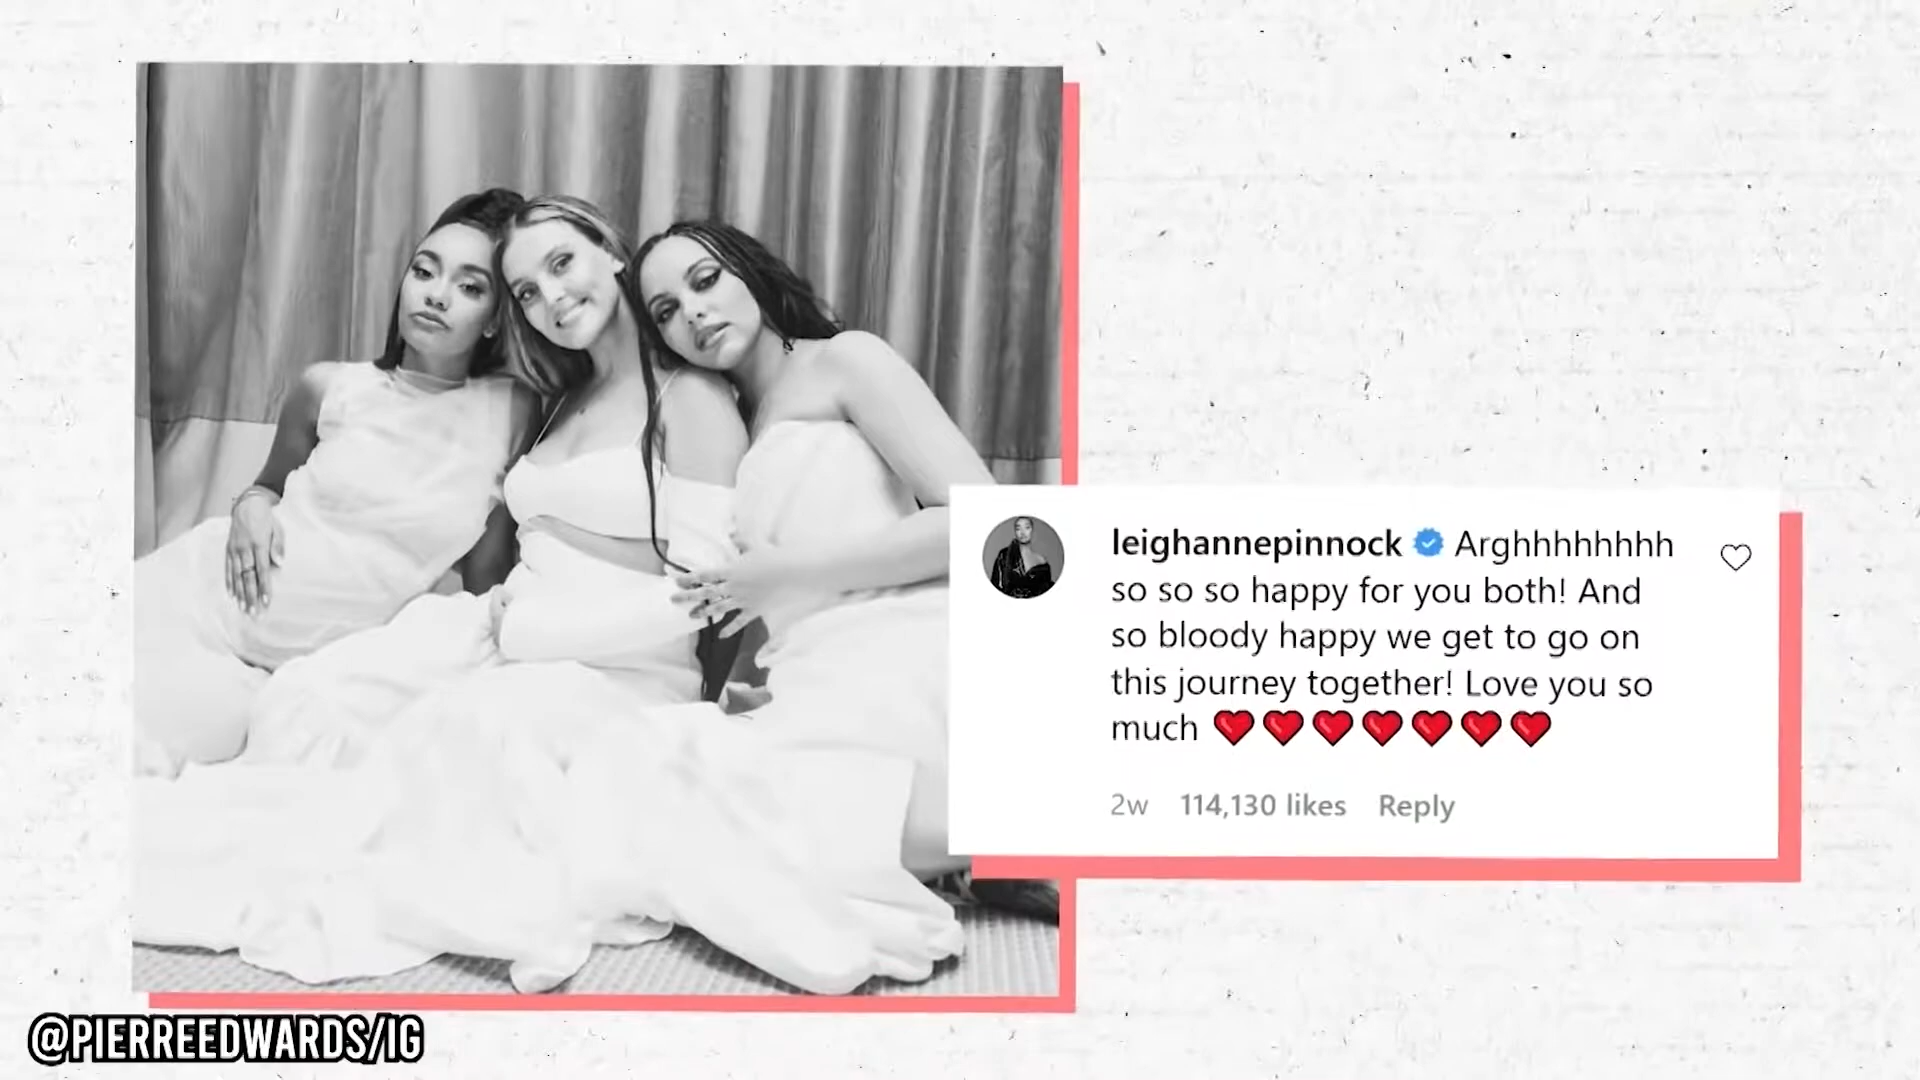 leighannepinnock Arghhhhhhhhh
so so so happy for you both! And
so bloody happy we get to go on
this journey together! Love you so
much ❤️❤️❤️❤️❤️❤️❤️
2w 114,130 likes Reply
@PIERREEDWARDS/IG